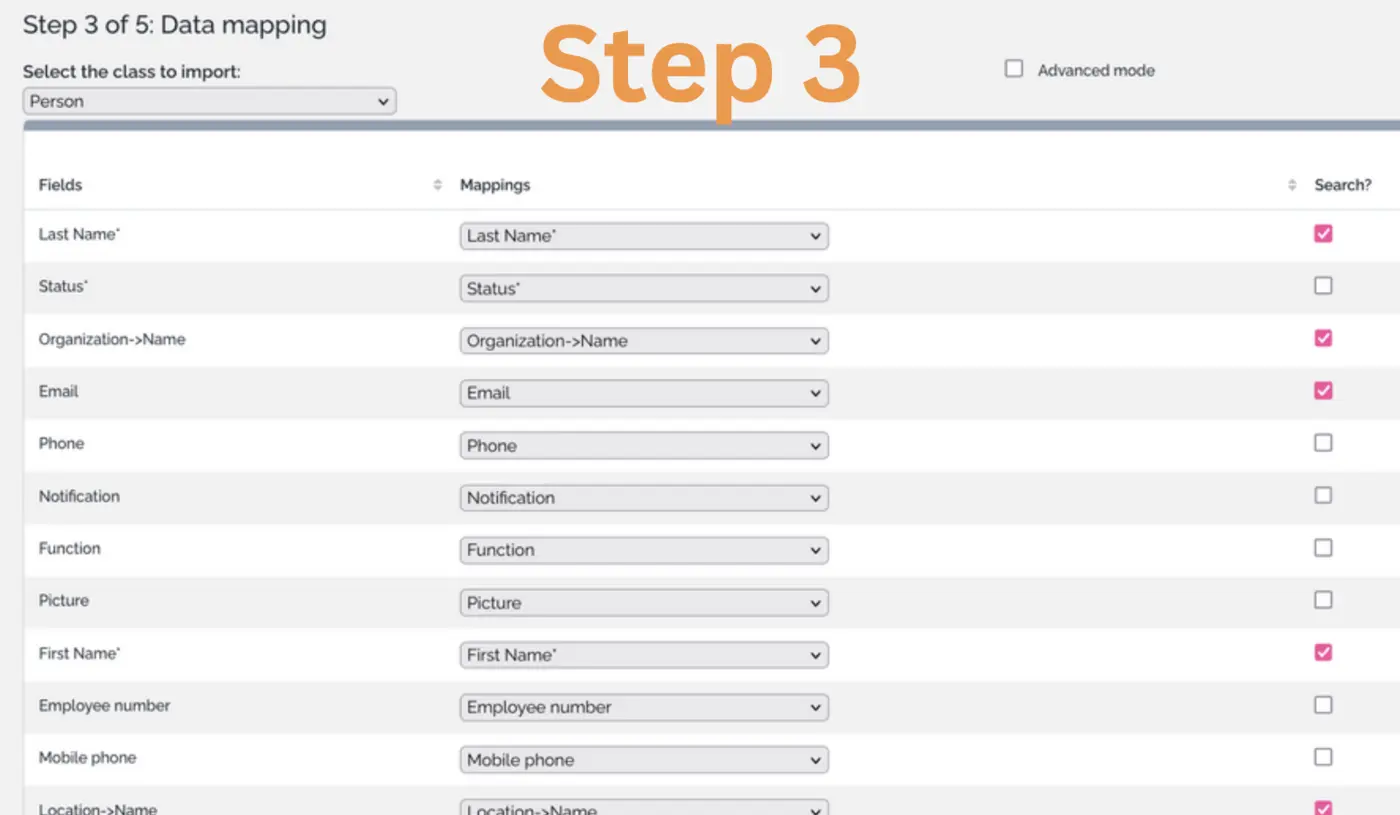 Step 3 of 5: Data mapping
Step 3
Select the class to import:
Advanced mode
Person
Fields Mappings Search?
Last Name* Last Name*
Status* Status*
Organization->Name Organization->Name
Email Email
Phone Phone
Notification Notification
Function Function
Picture Picture
First Name* First Name*
Employee number Employee number
Mobile phone Mobile phone
Location->Name Location->Name